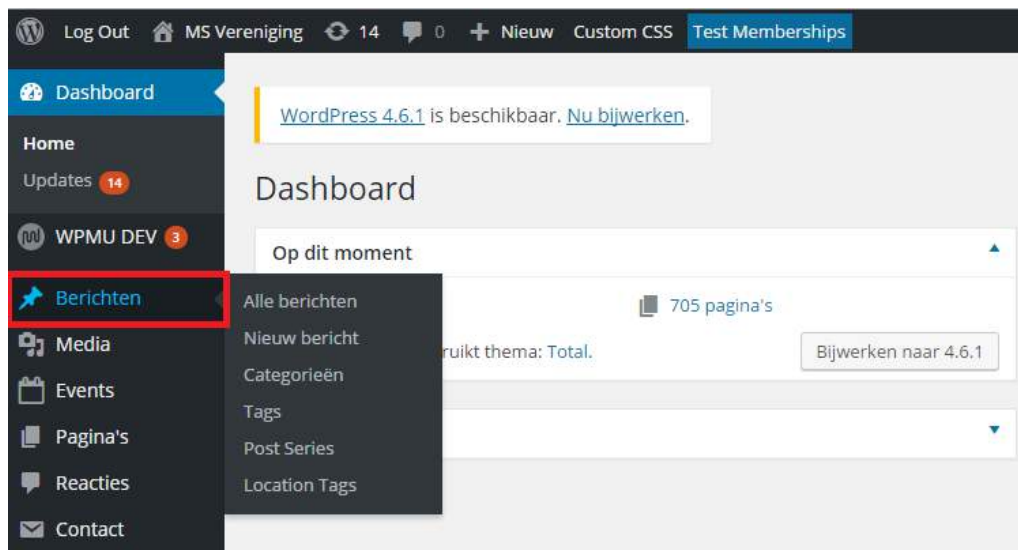 Log Out MS Vereniging 14 0 Nieuw Custom CSS Test Memberships
Dashboard
Home
Updates 14
WPMU DEV 3
Berichten
Media
Events
Pagina's
Reacties
Contact
Alle berichten
Nieuw bericht
Categorieën
Tags
Post Series
Location Tags
WordPress 4.6.1 is beschikbaar. Nu bijwerken.
Dashboard
Op dit moment
705 pagina's
ruikt thema: Total.
Bijwerken naar 4.6.1